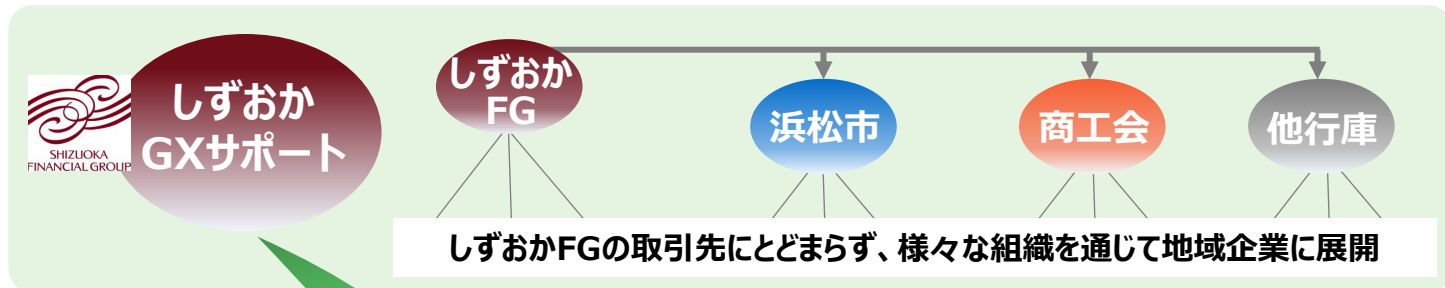 SHIZUOKA
FINANCIAL GROUP
しずおか
GXサポート
しずおか
FG
浜松市
商工会
他行庫
しずおかFGの取引先にとどまらず、様々な組織を通じて地域企業に展開